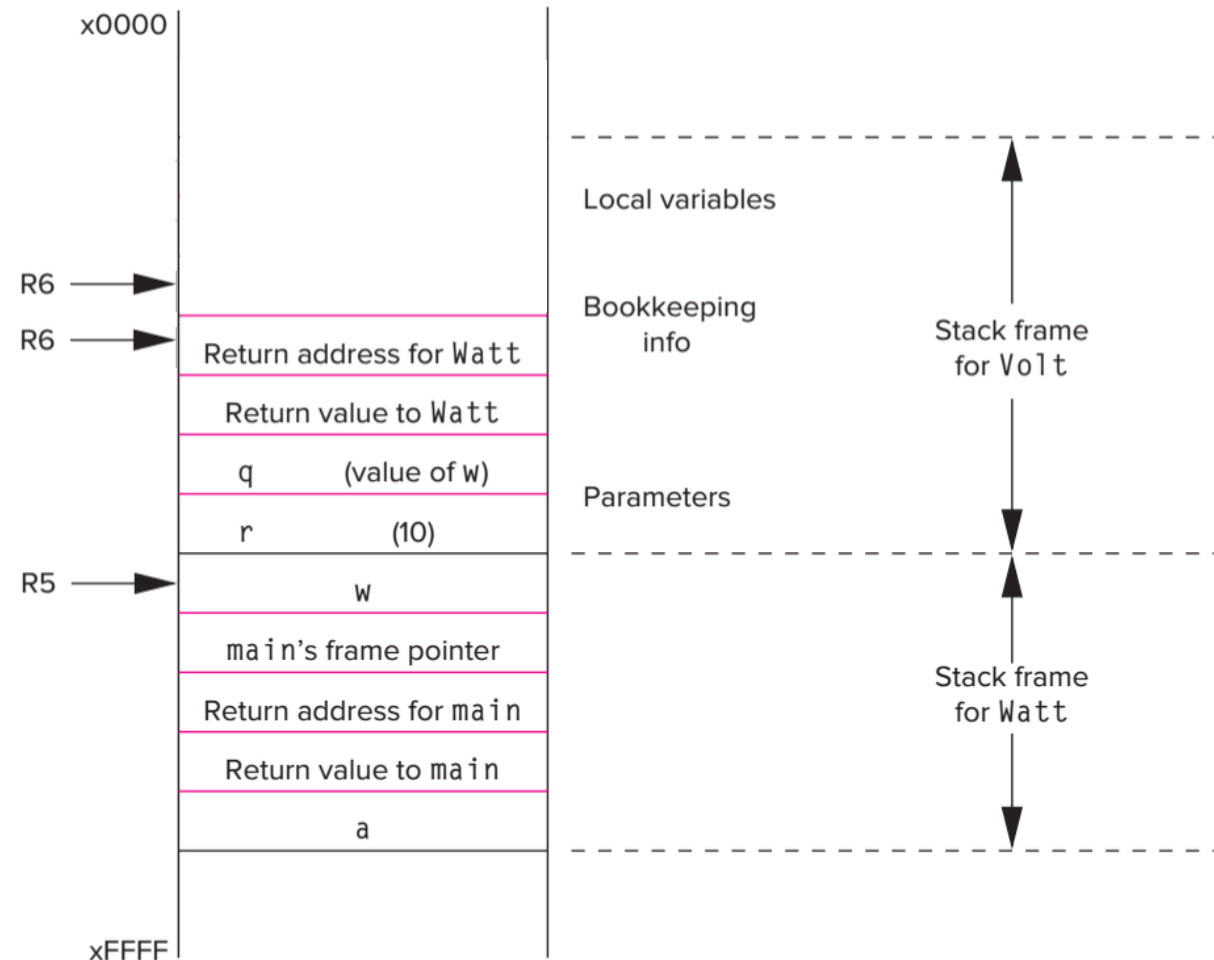 x0000
Local variables
R6
Bookkeeping
info
R6
Stack frame
for Volt
Return address for Watt
Return value to Watt
q (value of w)
Parameters
r (10)
R5
w
main's frame pointer
Stack frame
for Watt
Return address for main
Return value to main
a
xFFFF